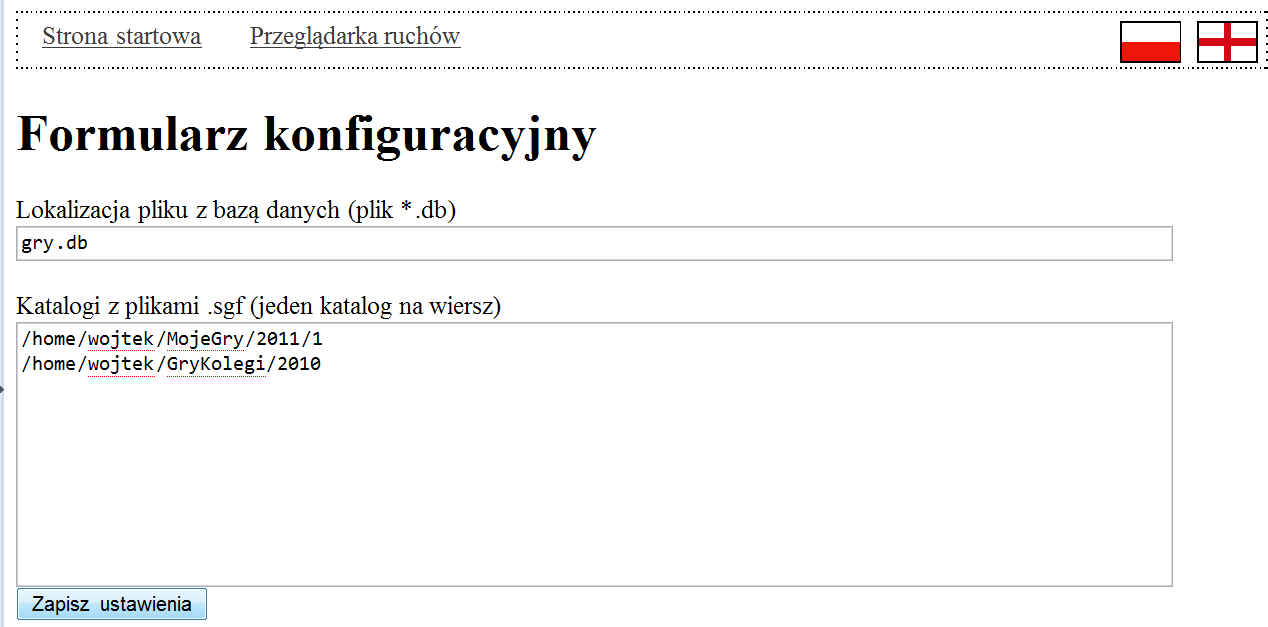 Strona startowa Przeglądarka ruchów
Formularz konfiguracyjny
Lokalizacja pliku z bazą danych (plik *.db)
gry.db
Katalogi z plikami .sgf (jeden katalog na wiersz)
/home/wojtek/MojeGry/2011/1
/home/wojtek/GryKolegi/2010
Zapisz ustawienia